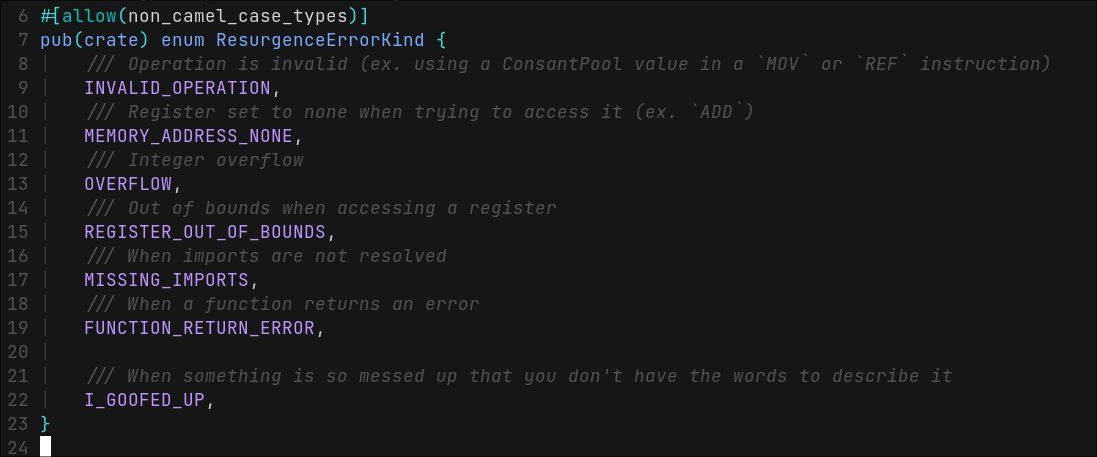 6 #[allow(non_camel_case_types)]
7 pub(crate) enum ResurgenceErrorKind {
8 | /// Operation is invalid (ex. using a ConsantPool value in a `MOV` or `REF` instruction)
9 | INVALID_OPERATION,
10 | /// Register set to none when trying to access it (ex. `ADD`)
11 | MEMORY_ADDRESS_NONE,
12 | /// Integer overflow
13 | OVERFLOW,
14 | /// Out of bounds when accessing a register
15 | REGISTER_OUT_OF_BOUNDS,
16 | /// When imports are not resolved
17 | MISSING_IMPORTS,
18 | /// When a function returns an error
19 | FUNCTION_RETURN_ERROR,
20 |
21 | /// When something is so messed up that you don't have the words to describe it
22 | I_GOOFED_UP,
23 }
24